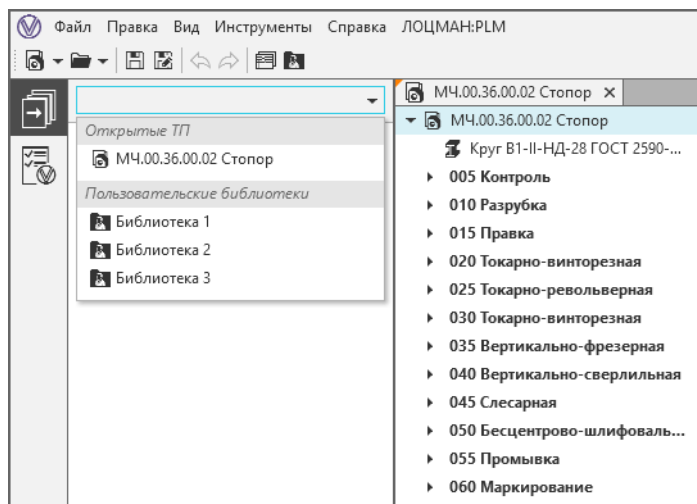 Файл Правка Вид Инструменты Справка ЛОЦМАН:PLM
МЧ.00.36.00.02 Стопор
Открытые ТП
МЧ.00.36.00.02 Стопор
Пользовательские библиотеки
Библиотека 1
Библиотека 2
Библиотека 3
МЧ.00.36.00.02 Стопор
Круг В1-II-НД-28 ГОСТ 2590-...
005 Контроль
010 Разрубка
015 Правка
020 Токарно-винторезная
025 Токарно-револьверная
030 Токарно-винторезная
035 Вертикально-фрезерная
040 Вертикально-сверлильная
045 Слесарная
050 Бесцентрово-шлифоваль...
055 Промывка
060 Маркирование